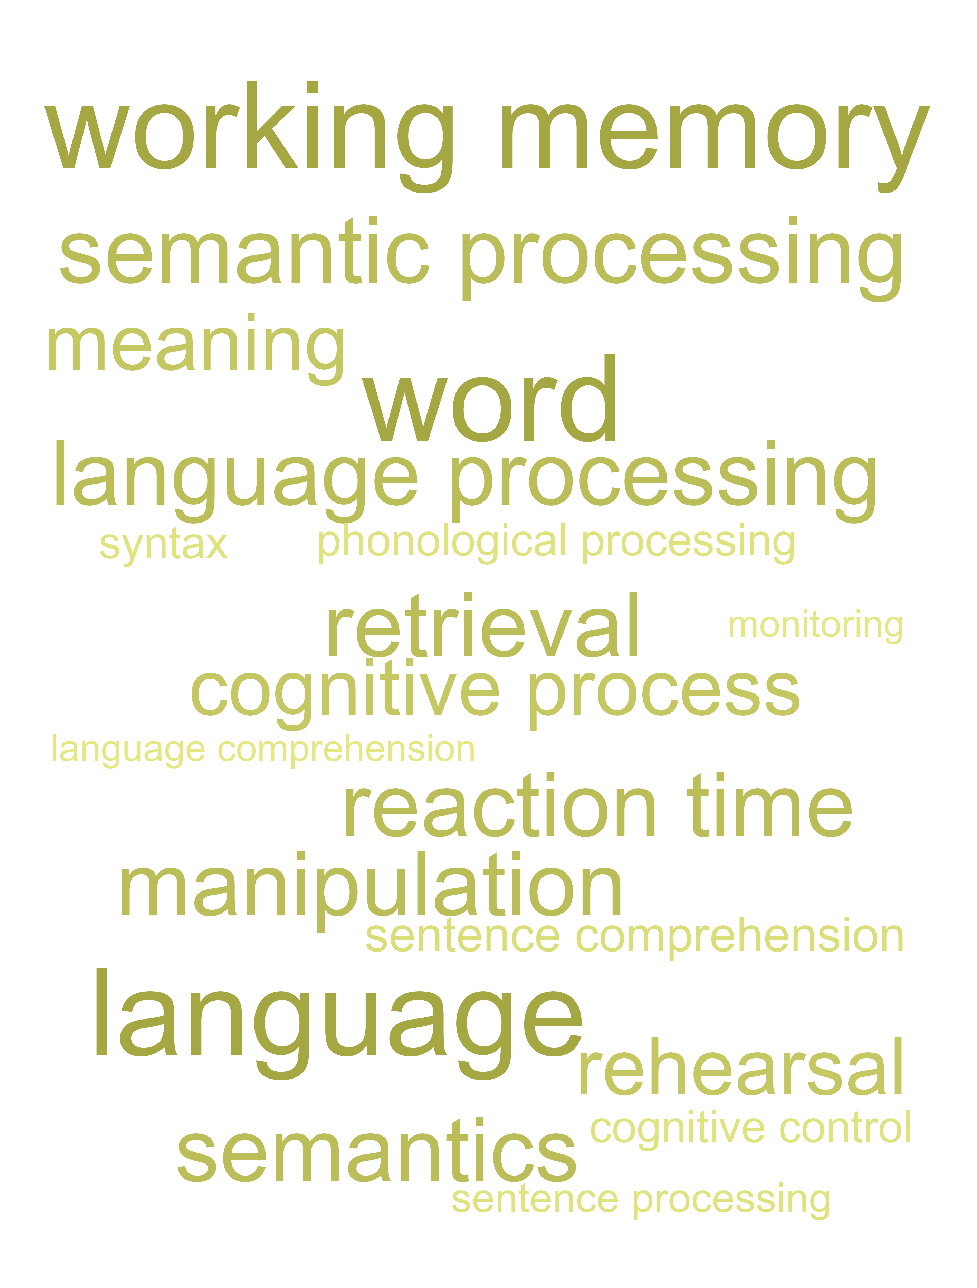 working memory
semantic processing
meaning
word
language processing
syntax
phonological processing
retrieval
monitoring
cognitive process
language comprehension
reaction time
manipulation
sentence comprehension
language
rehearsal
cognitive control
semantics
sentence processing